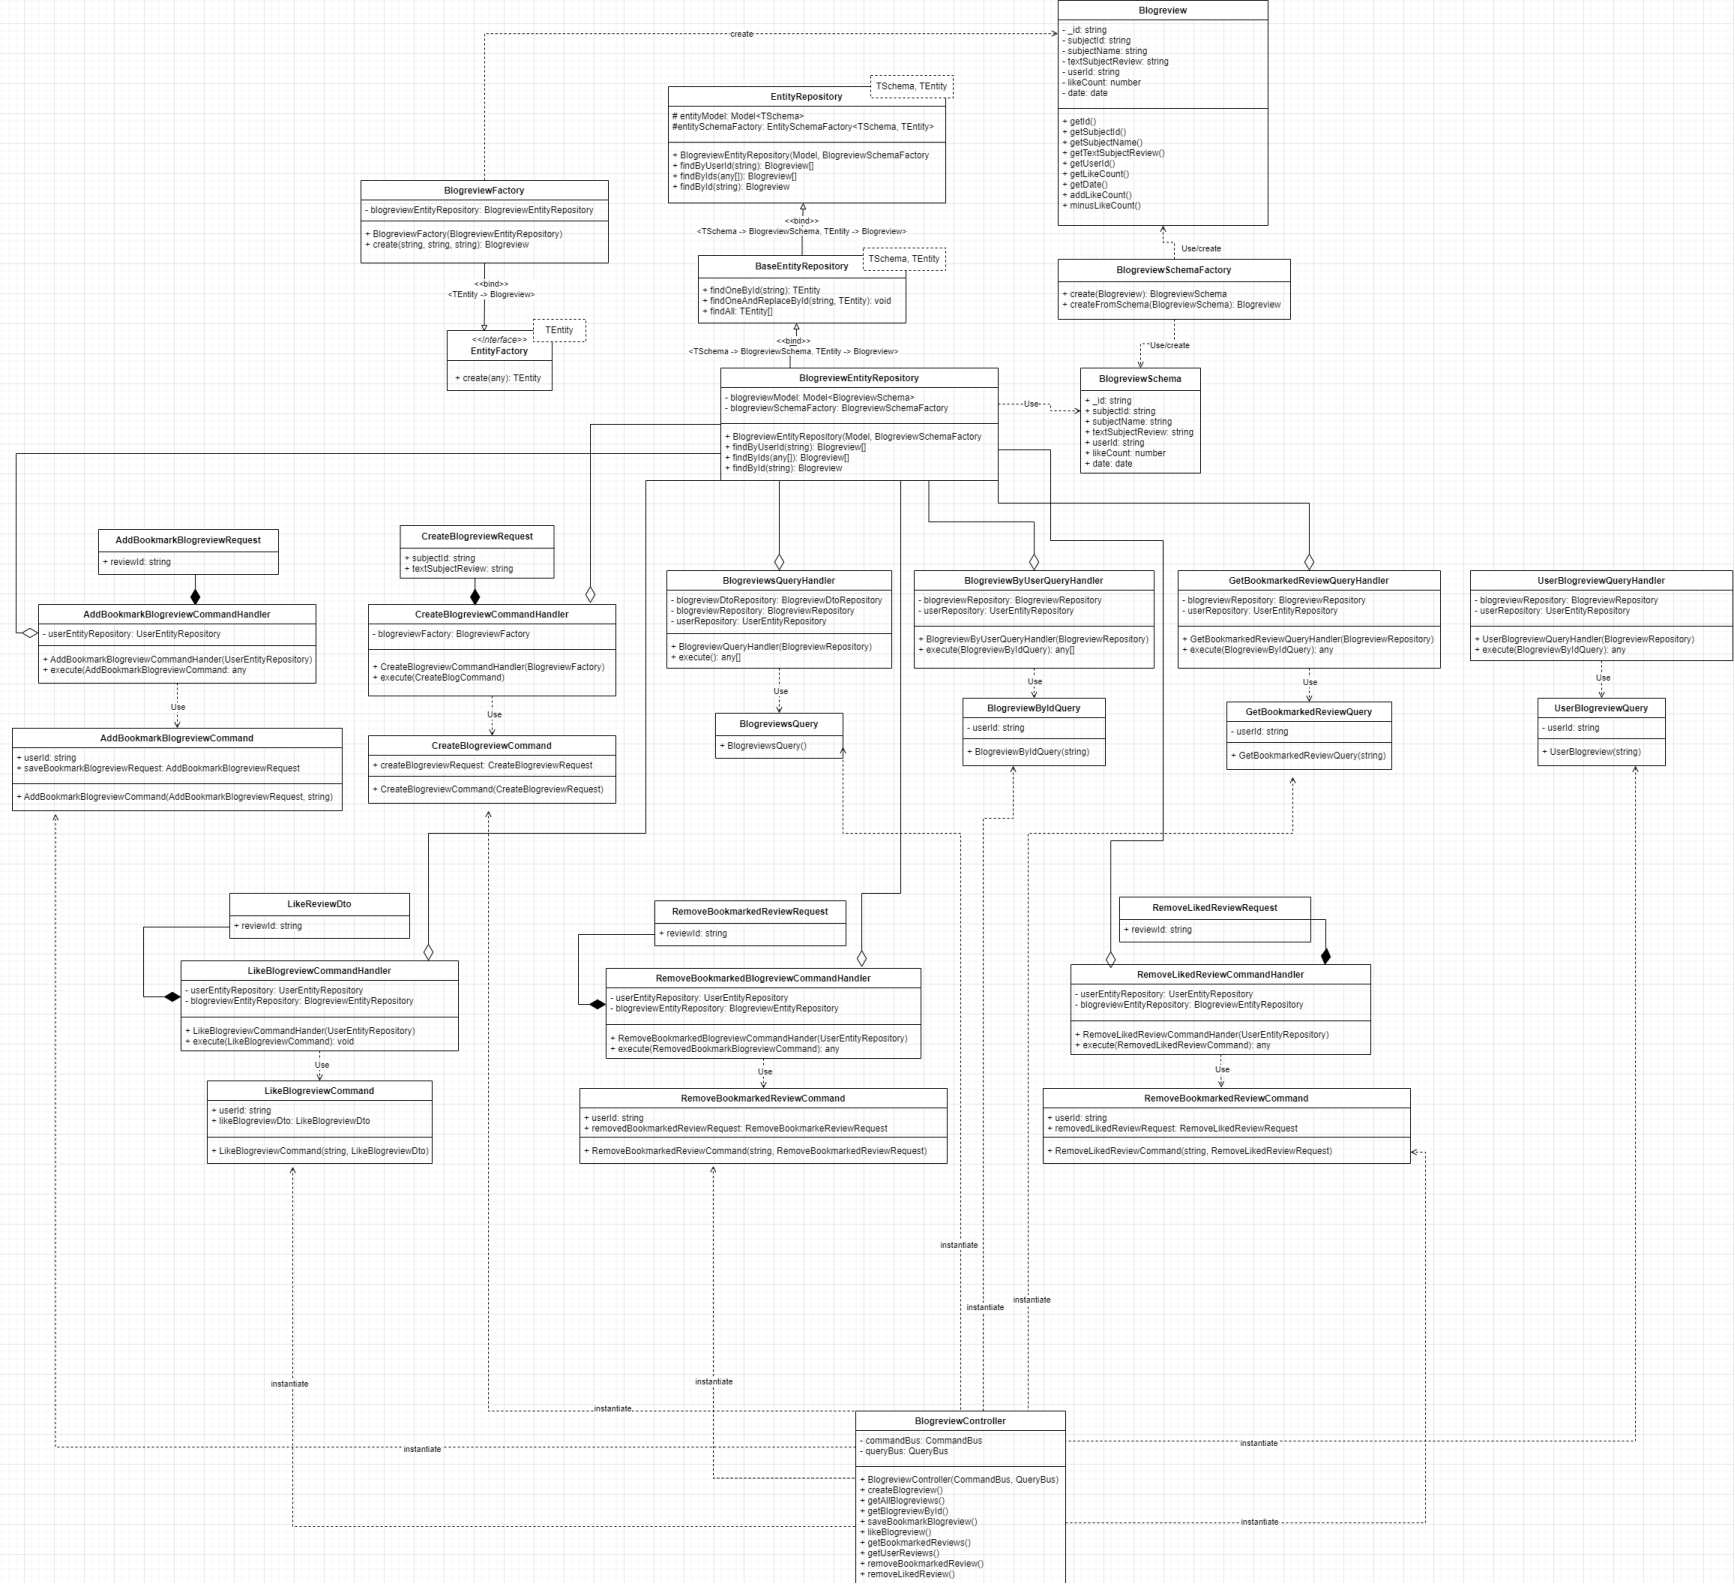 Blogreview
- _id: string
- subjectId: string
- subjectName: string
- textSubjectReview: string
- userId: string
- likeCount: number
- date: date
+ getId()
+ getSubjectId()
+ getSubjectName()
+ getTextSubjectReview()
+ getUserId()
+ getLikeCount()
+ getDate()
+ addLikeCount()
+ minusLikeCount()
create
TSchema, TEntity
EntityRepository
# entityModel: Model<TSchema>
#entitySchemaFactory: EntitySchemaFactory<TSchema, TEntity>
+ BlogreviewEntityRepository(Model, BlogreviewSchemaFactory
+ findByUserId(string): Blogreview[]
+ findByIds(any[]): Blogreview[]
+ findById(string): Blogreview
BlogreviewFactory
- blogreviewEntityRepository: BlogreviewEntityRepository
+ BlogreviewFactory(BlogreviewEntityRepository)
+ create(string, string, string): Blogreview
<<bind>>
<TSchema -> BlogreviewSchema, TEntity -> Blogreview>
Use/create
TSchema, TEntity
BaseEntityRepository
+ findOneById(string): TEntity
+ findOneAndReplaceById(string, TEntity): void
+ findAll: TEntity[]
BlogreviewSchemaFactory
+ create(Blogreview): BlogreviewSchema
+ createFromSchema(BlogreviewSchema): Blogreview
<<bind>>
<TEntity -> Blogreview>
TEntity
<<Interface>>
EntityFactory
+ create(any): TEntity
<<bind>>
<TSchema -> BlogreviewSchema, TEntity -> Blogreview>
Use/create
BlogreviewEntityRepository
- blogreviewModel: Model<BlogreviewSchema>
- blogreviewSchemaFactory: BlogreviewSchemaFactory
+ BlogreviewEntityRepository(Model, BlogreviewSchemaFactory
+ findByUserId(string): Blogreview[]
+ findByIds(any[]): Blogreview[]
+ findById(string): Blogreview
Use
BlogreviewSchema
+ _id: string
+ subjectId: string
+ subjectName: string
+ textSubjectReview: string
+ userId: string
+ likeCount: number
+ date: date
AddBookmarkBlogreviewRequest
+ reviewId: string
CreateBlogreviewRequest
+ subjectId: string
+ textSubjectReview: string
AddBookmarkBlogreviewCommandHandler
- userEntityRepository: UserEntityRepository
+ AddBookmarkBlogreviewCommandHander(UserEntityRepository)
+ execute(AddBookmarkBlogreviewCommand: any
CreateBlogreviewCommandHandler
- blogreviewFactory: BlogreviewFactory
+ CreateBlogreviewCommandHandler(BlogreviewFactory)
+ execute(CreateBlogCommand)
BlogreviewsQueryHandler
- blogreviewDtoRepository: BlogreviewDtoRepository
- blogreviewRepository: BlogreviewRepository
- userRepository: UserEntityRepository
+ BlogreviewQueryHandler(BlogreviewRepository)
+ execute(): any[]
BlogreviewByUserQueryHandler
- blogreviewRepository: BlogreviewRepository
- userRepository: UserEntityRepository
+ BlogreviewByUserQueryHandler(BlogreviewRepository)
+ execute(BlogreviewByIdQuery): any[]
GetBookmarkedReviewQueryHandler
- blogreviewRepository: BlogreviewRepository
- userRepository: UserEntityRepository
+ GetBookmarkedReviewQueryHandler(BlogreviewRepository)
+ execute(BlogreviewByIdQuery): any
UserBlogreviewQueryHandler
- blogreviewRepository: BlogreviewRepository
- userRepository: UserEntityRepository
+ UserBlogreviewQueryHandler(BlogreviewRepository)
+ execute(BlogreviewByIdQuery): any
Use
Use
Use
Use
Use
Use
AddBookmarkBlogreviewCommand
+ userId: string
+ saveBookmarkBlogreviewRequest: AddBookmarkBlogreviewRequest
+ AddBookmarkBlogreviewCommand(AddBookmarkBlogreviewRequest, string)
CreateBlogreviewCommand
+ createBlogreviewRequest: CreateBlogreviewRequest
+ CreateBlogreviewCommand(CreateBlogreviewRequest)
BlogreviewsQuery
+ BlogreviewsQuery()
BlogreviewByIdQuery
- userId: string
+ BlogreviewByIdQuery(string)
GetBookmarkedReviewQuery
- userId: string
+ GetBookmarkedReviewQuery(string)
UserBlogreviewQuery
- userId: string
+ UserBlogreview(string)
LikeReviewDto
+ reviewId: string
RemoveBookmarkedReviewRequest
+ reviewId: string
RemoveLikedReviewRequest
+ reviewId: string
LikeBlogreviewCommandHandler
- userEntityRepository: UserEntityRepository
- blogreviewEntityRepository: BlogreviewEntityRepository
+ LikeBlogreviewCommandHander(UserEntityRepository)
+ execute(LikeBlogreviewCommand): void
RemoveBookmarkedBlogreviewCommandHandler
- userEntityRepository: UserEntityRepository
- blogreviewEntityRepository: BlogreviewEntityRepository
+ RemoveBookmarkedBlogreviewCommandHander(UserEntityRepository)
+ execute(RemovedBookmarkBlogreviewCommand): any
RemoveLikedReviewCommandHandler
- userEntityRepository: UserEntityRepository
- blogreviewEntityRepository: BlogreviewEntityRepository
+ RemoveLikedReviewCommandHander(UserEntityRepository)
+ execute(RemovedLikedReviewCommand): any
Use
Use
Use
LikeBlogreviewCommand
+ userId: string
+ likeBlogreviewDto: LikeBlogreviewDto
+ LikeBlogreviewCommand(string, LikeBlogreviewDto)
RemoveBookmarkedReviewCommand
+ userId: string
+ removedBookmarkedReviewRequest: RemoveBookmarkeReviewRequest
+ RemoveBookmarkedReviewCommand(string, RemoveBookmarkedReviewRequest)
RemoveBookmarkedReviewCommand
+ userId: string
+ removedLikedReviewRequest: RemoveLikedReviewRequest
+ RemoveLikedReviewCommand(string, RemoveLikedReviewRequest)
instantiate
instantiate
instantiate
instantiate
instantiate
instantiate
instantiate
instantiate
instantiate
BlogreviewController
- commandBus: CommandBus
- queryBus: QueryBus
+ BlogreviewController(CommandBus, QueryBus)
+ createBlogreview()
+ getAllBlogreviews()
+ getBlogreviewById()
+ saveBookmarkBlogreview()
+ likeBlogreview()
+ getBookmarkedReviews()
+ getUserReviews()
+ removeBookmarkedReview()
+ removeLikedReview()